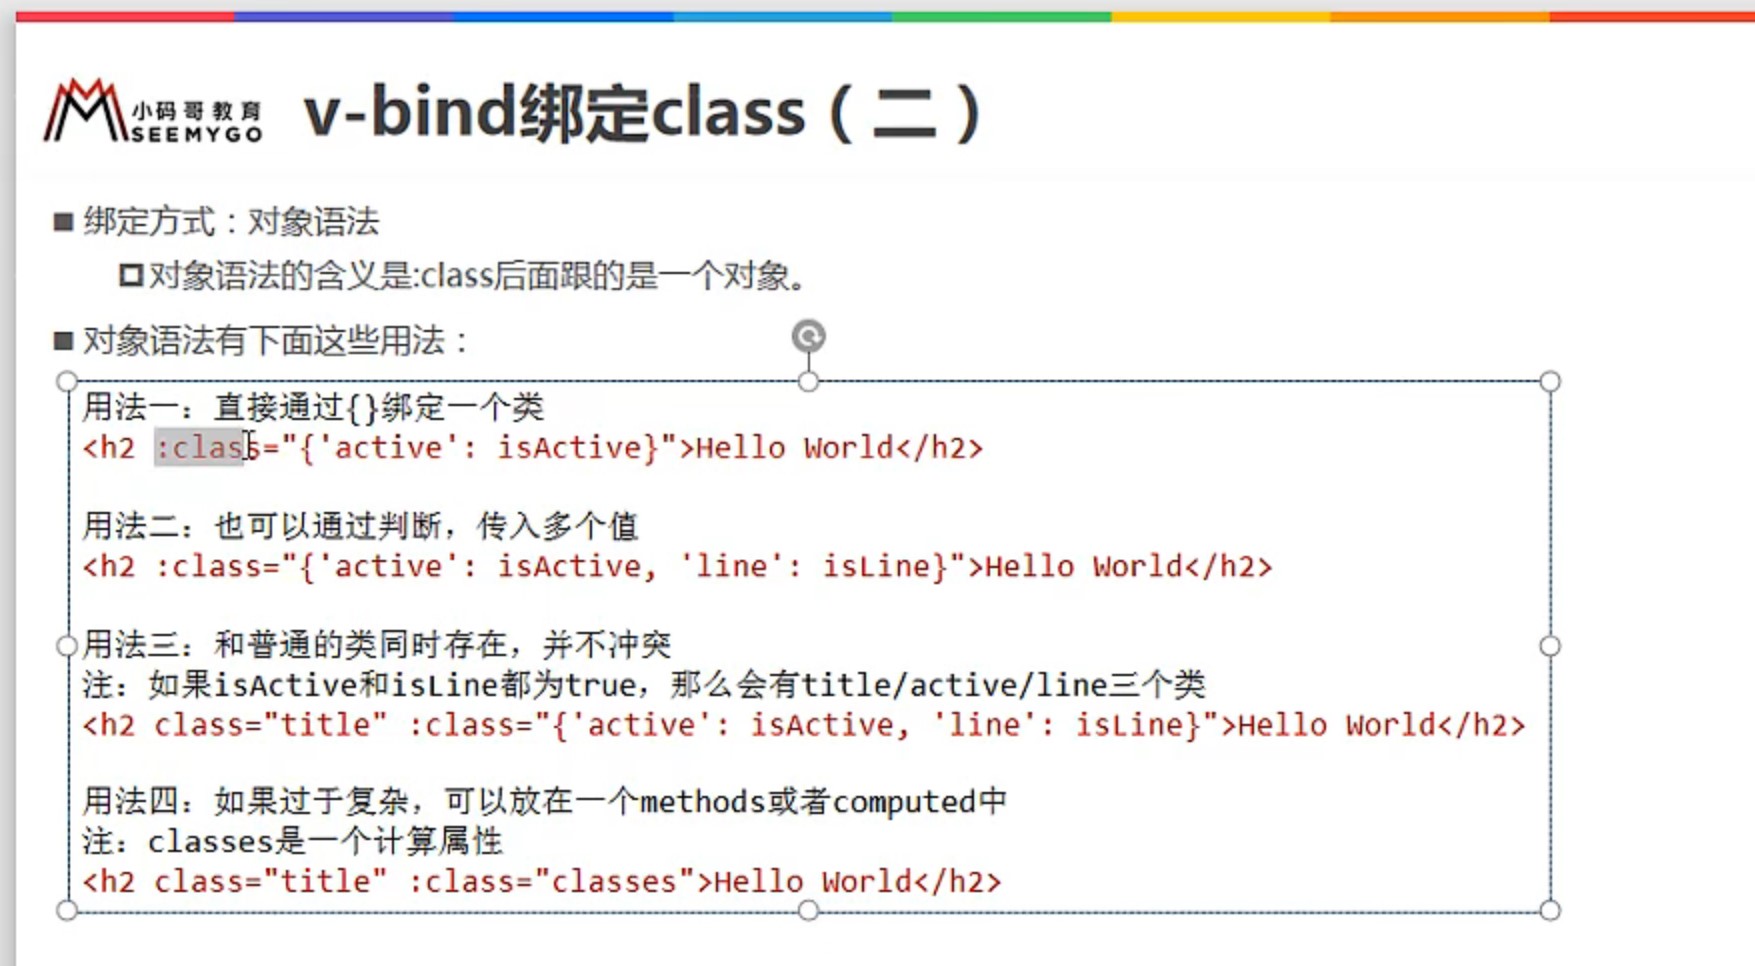 小码哥教育
SEEMYGO
v-bind绑定class（二）
绑定方式：对象语法
对象语法的含义是:class后面跟的是一个对象。
对象语法有下面这些用法：
用法一：直接通过{}绑定一个类
<h2 :class="{'active': isActive}">Hello World</h2>
用法二：也可以通过判断，传入多个值
<h2 :class="{'active': isActive, 'line': isLine}">Hello World</h2>
用法三：和普通的类同时存在，并不冲突
注：如果isActive和isLine都为true，那么会有title/active/line三个类
<h2 class="title" :class="{'active': isActive, 'line': isLine}">Hello World</h2>
用法四：如果过于复杂，可以放在一个methods或者computed中
注：classes是一个计算属性
<h2 class="title" :class="classes">Hello World</h2>